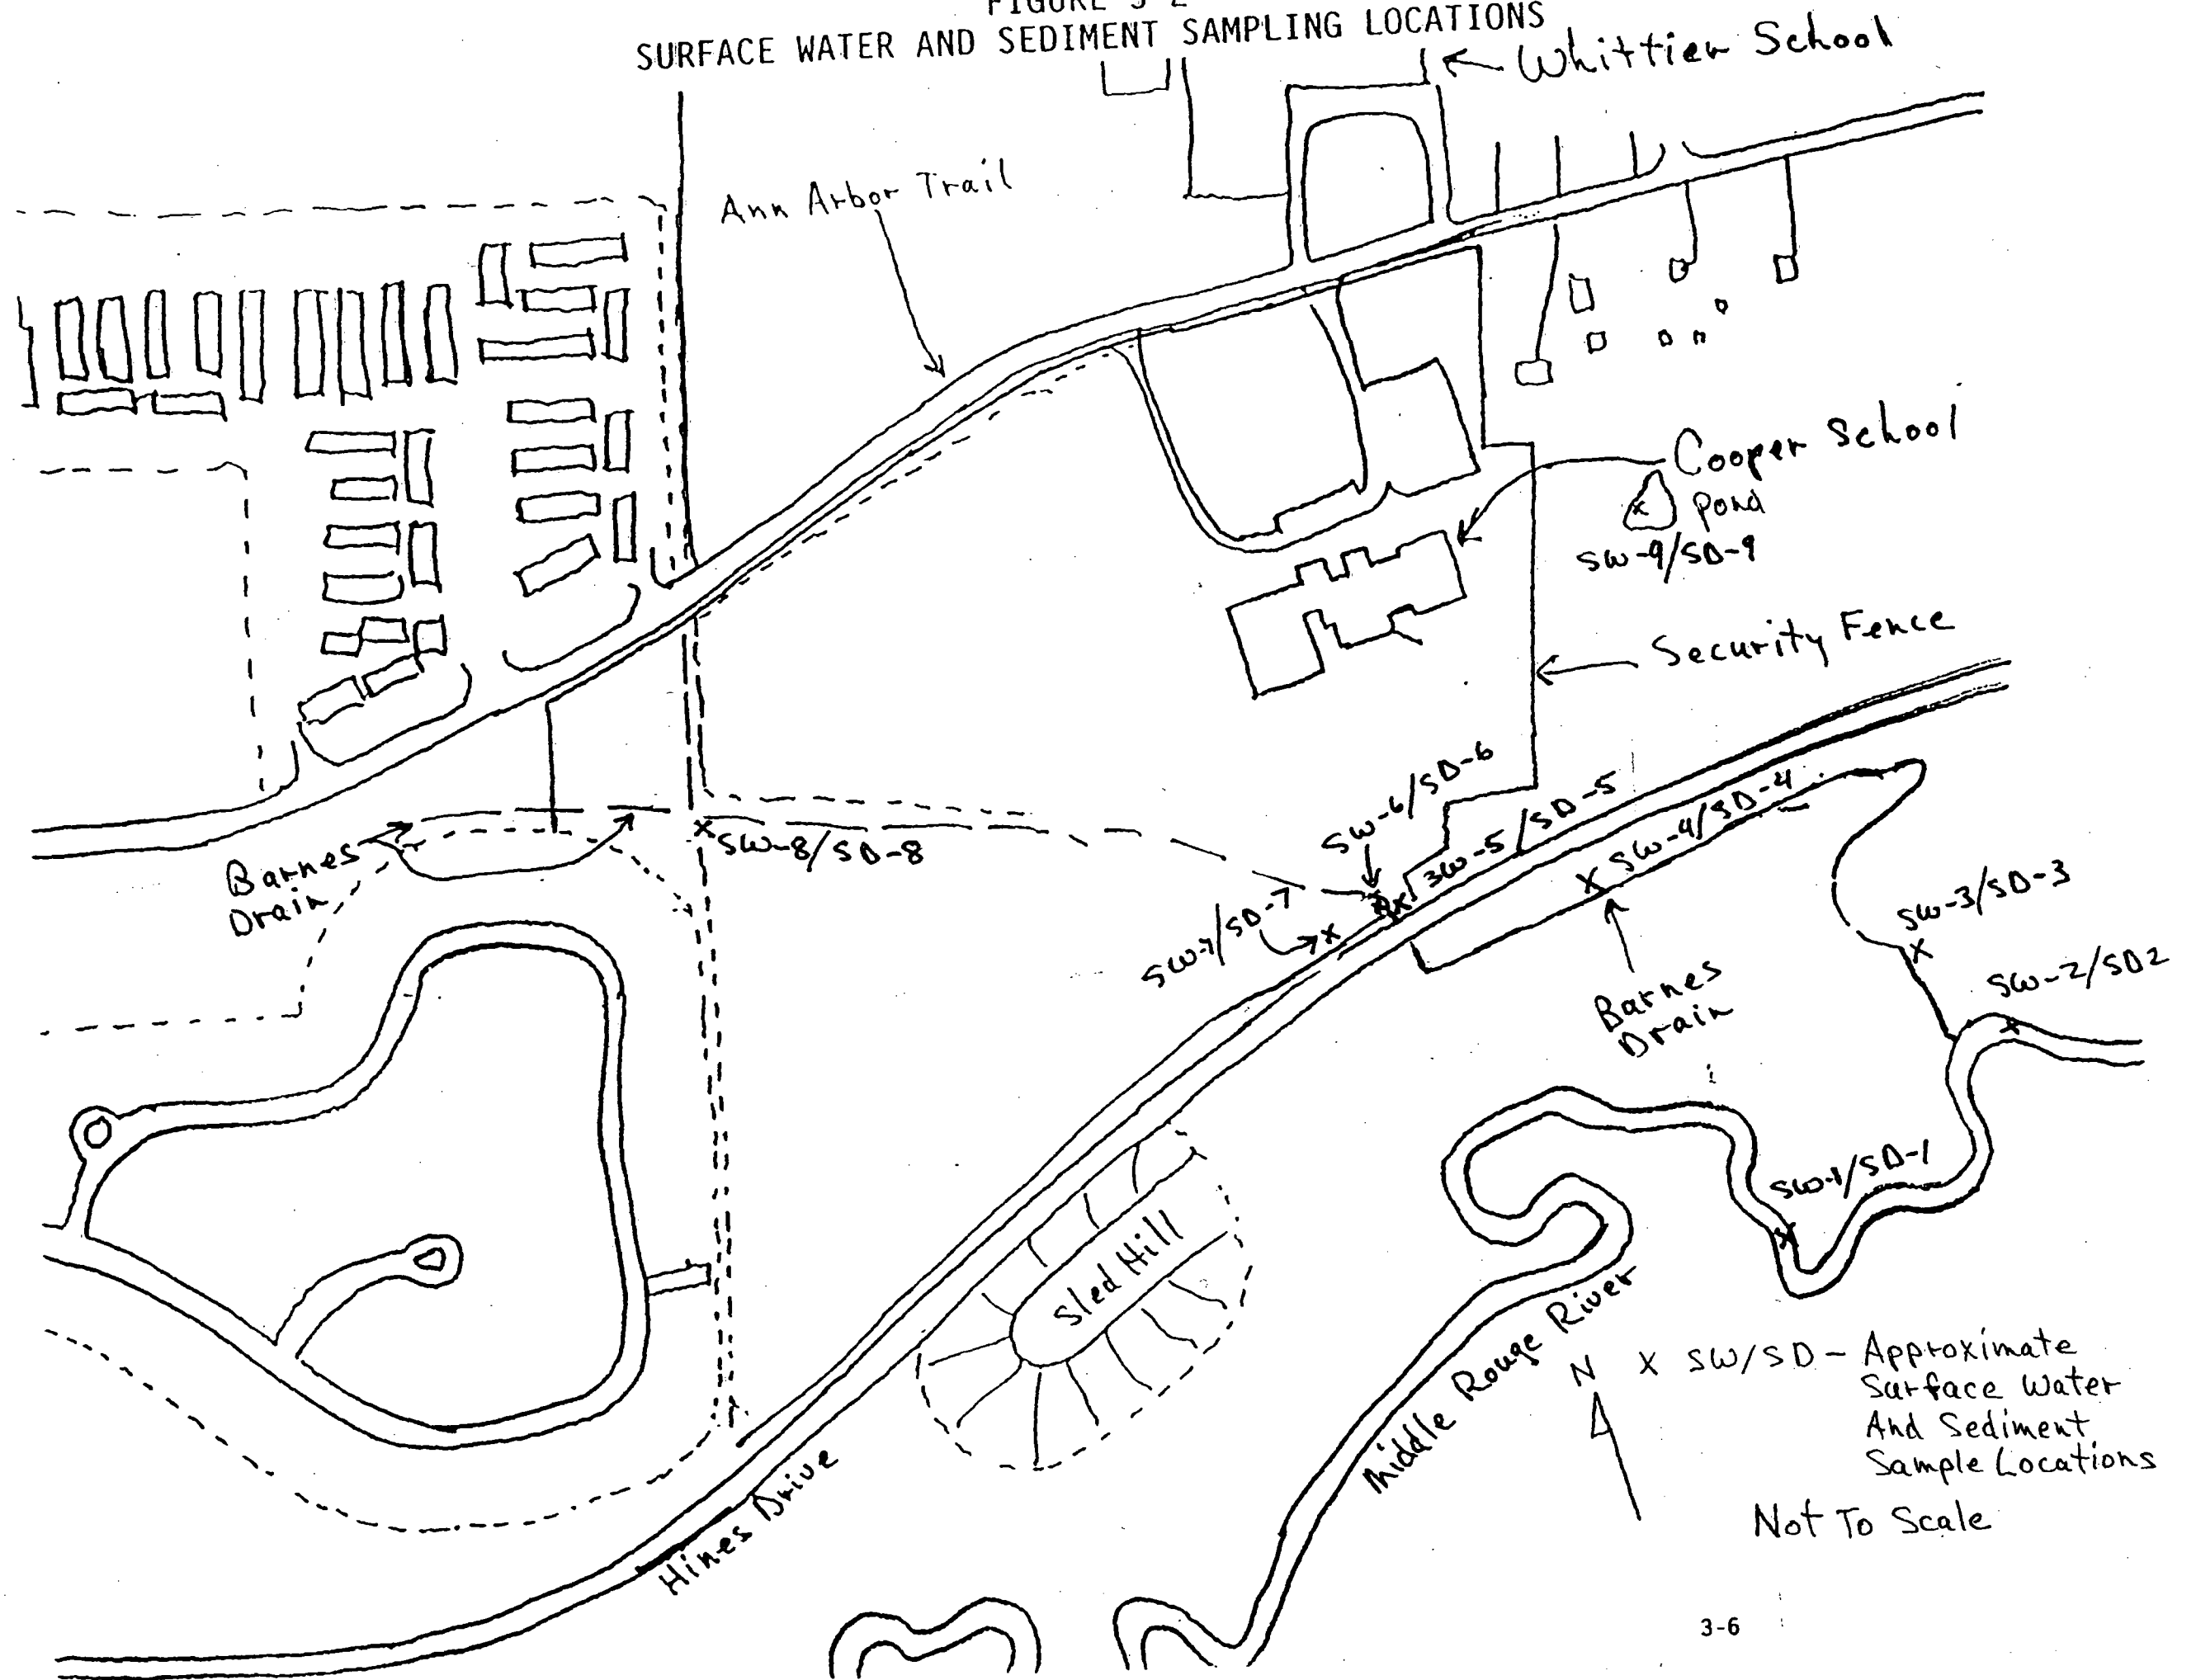 SURFACE WATER AND SEDIMENT SAMPLING LOCATIONS
Whittier School
Ann Arbor Trail
Cooper School
pond
SW-9/SD-9
Security Fence
SW-6/SD-6
SW-5/SD-5
SW-4/SD-4
SW-8/SD-8
Barnes
Drain
SW-7/SD-7
SW-3/SD-3
SW-2/SD2
Barnes
Drain
SW-1/SD-1
Sled Hill
Middle Rouge River
Hines Drive
N
X SW/SD - Approximate
Surface Water
And Sediment
Sample Locations
Not To Scale
3-6